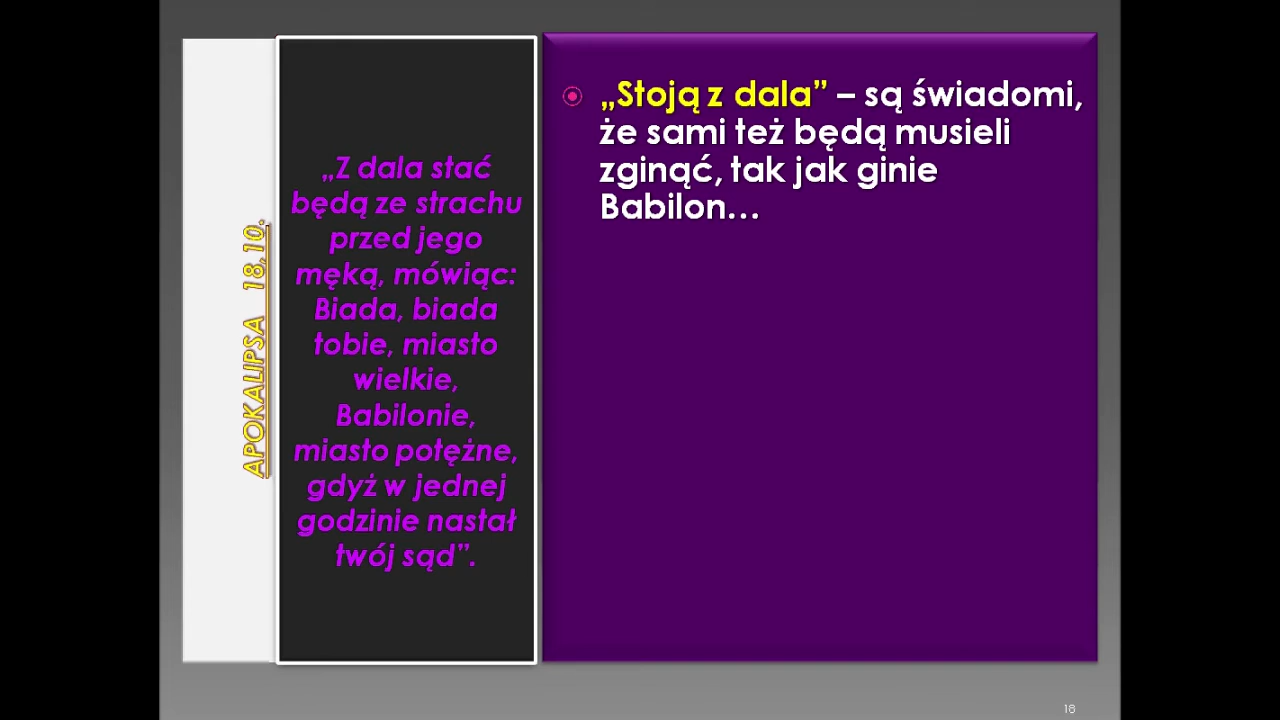 APOKALIPSA 18,10.
„Z dala stać
będą ze strachu
przed jego
męką, mówiąc:
Biada, biada
tobie, miasto
wielkie,
Babilonie,
miasto potężne,
gdyż w jednej
godzinie nastał
twój sąd”.
„Stoją z dala” – są świadomi,
że sami też będą musieli
zginąć, tak jak ginie
Babilon…
18